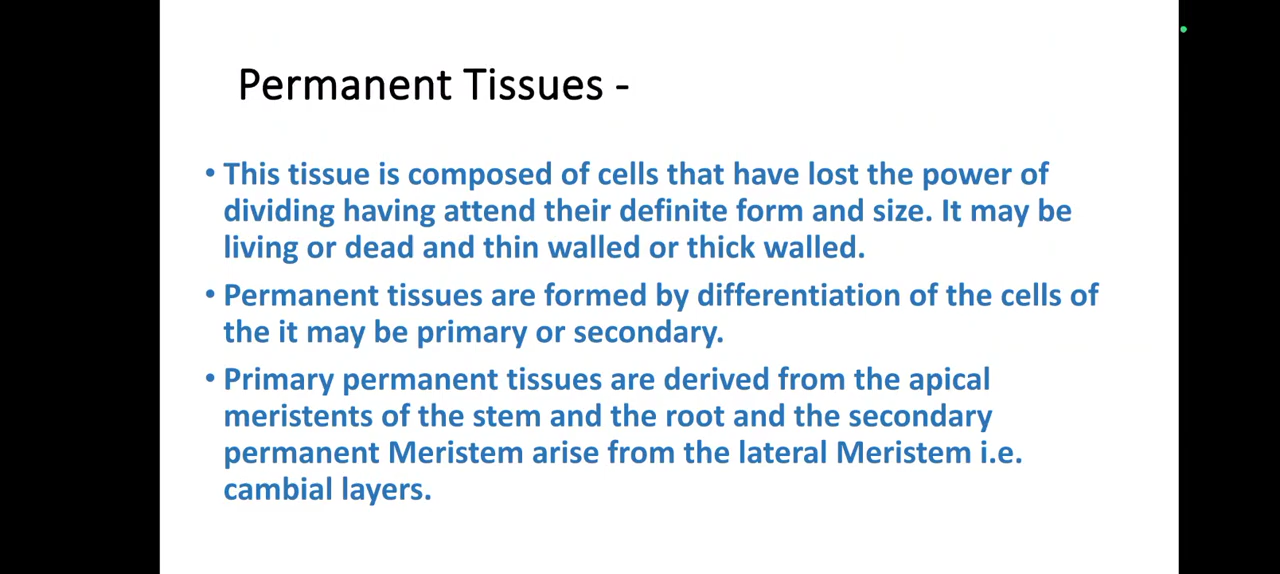 Permanent Tissues -
• This tissue is composed of cells that have lost the power of
dividing having attend their definite form and size. It may be
living or dead and thin walled or thick walled.
• Permanent tissues are formed by differentiation of the cells of
the it may be primary or secondary.
• Primary permanent tissues are derived from the apical
meristents of the stem and the root and the secondary
permanent Meristem arise from the lateral Meristem i.e.
cambial layers.